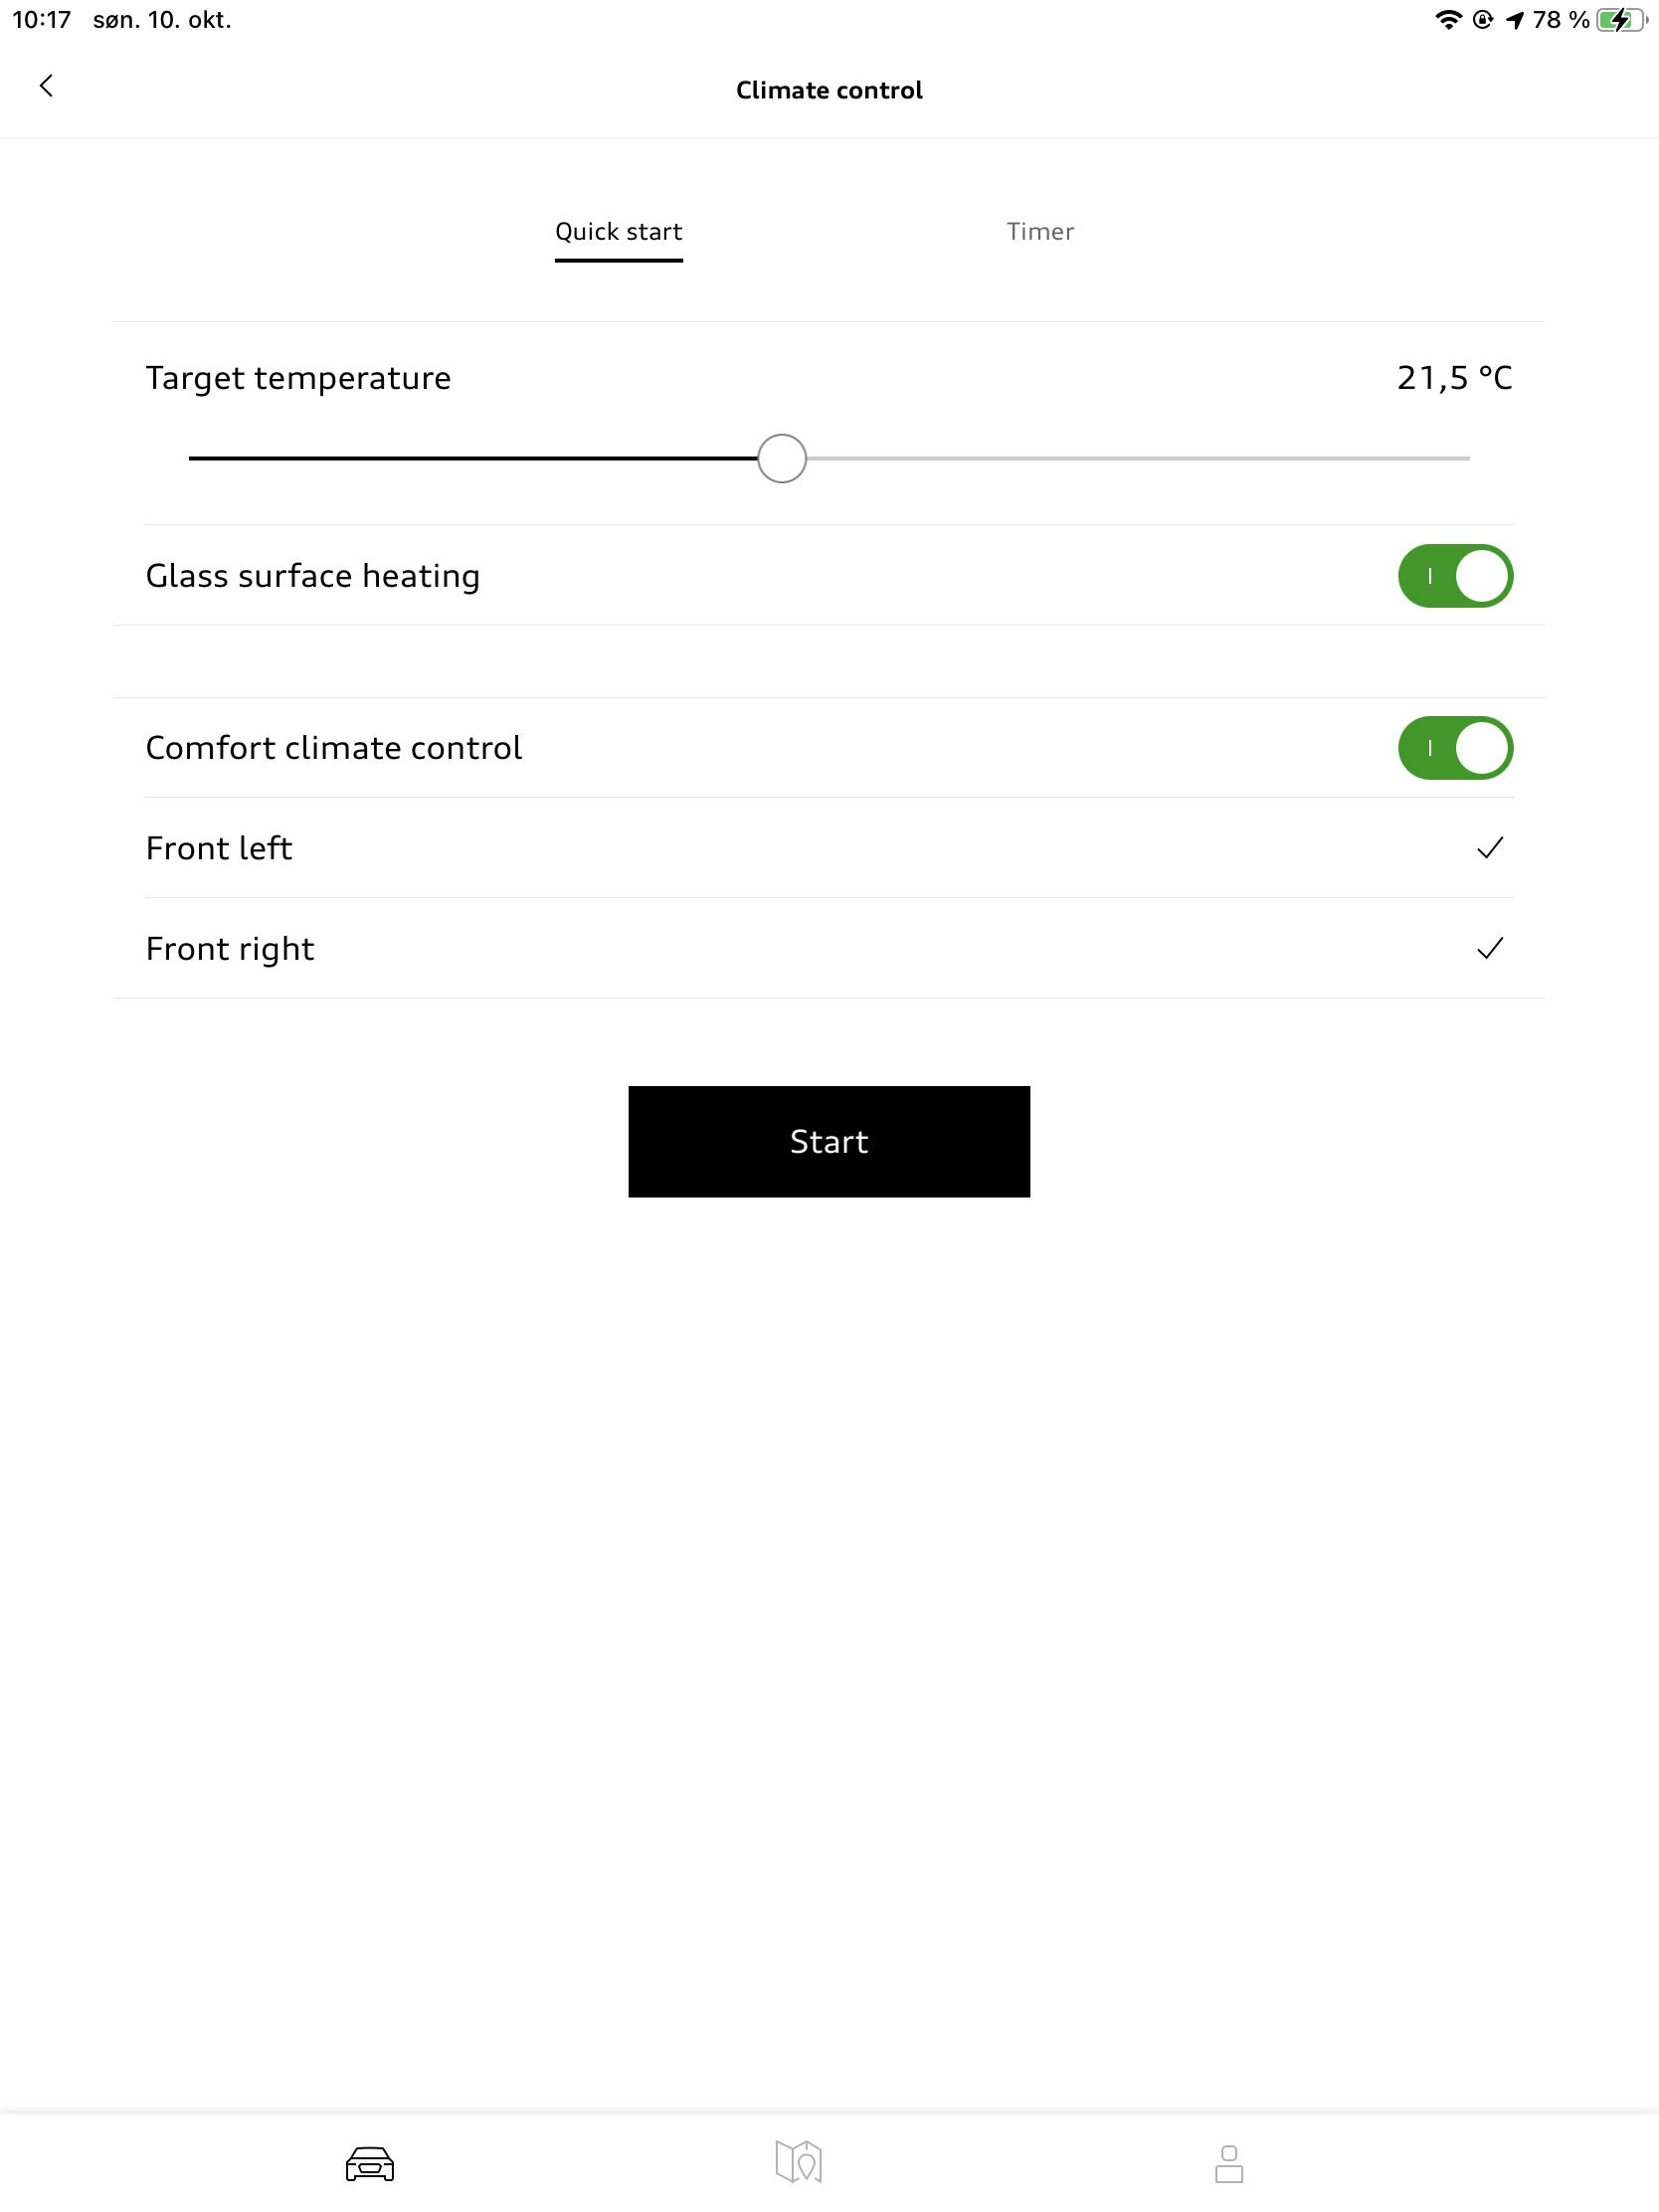 10:17 søn. 10. okt. 78 %
Climate control
Quick start Timer
Target temperature 21,5 °C
Glass surface heating
Comfort climate control
Front left
Front right
Start